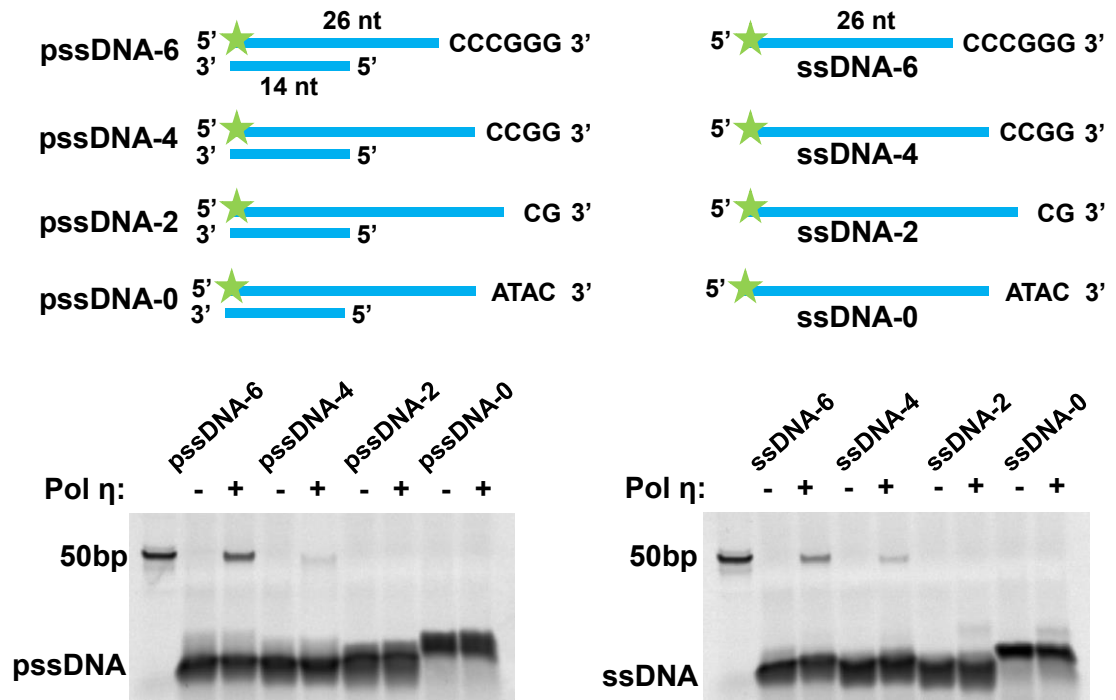 26 nt
pssDNA-6 5’ CCCGGG 3’
3’ 5’
14 nt
pssDNA-4 5’ CCGG 3’
3’ 5’
pssDNA-2 5’ CG 3’
3’ 5’
pssDNA-0 5’ ATAC 3’
3’ 5’
26 nt
5’ CCCGGG 3’
ssDNA-6
5’ CCGG 3’
ssDNA-4
5’ CG 3’
ssDNA-2
5’ ATAC 3’
ssDNA-0
pssDNA-6 pssDNA-4 pssDNA-2 pssDNA-0
Pol η: - + - + - + - +
50bp
pssDNA
ssDNA-6 ssDNA-4 ssDNA-2 ssDNA-0
Pol η: - + - + - + - +
50bp
ssDNA